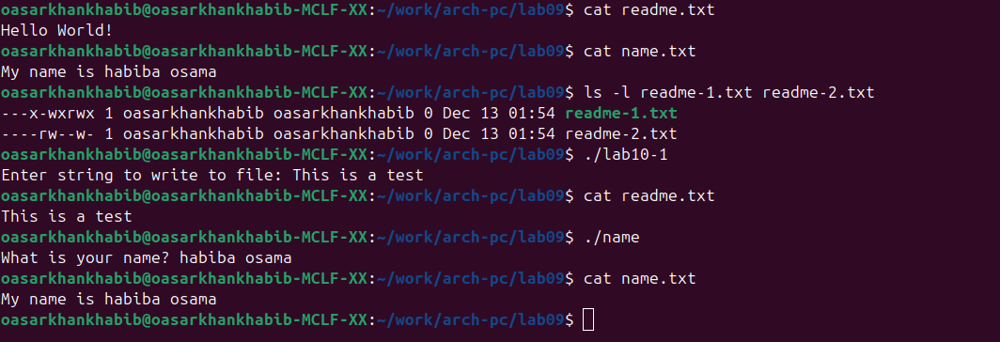 oasarkhankhabib@oasarkhankhabib-MCLF-XX:~/work/arch-pc/lab09$ cat readme.txt
Hello World!
oasarkhankhabib@oasarkhankhabib-MCLF-XX:~/work/arch-pc/lab09$ cat name.txt
My name is habiba osama
oasarkhankhabib@oasarkhankhabib-MCLF-XX:~/work/arch-pc/lab09$ ls -l readme-1.txt readme-2.txt
---x-wxrwx 1 oasarkhankhabib oasarkhankhabib 0 Dec 13 01:54 readme-1.txt
----rw--w- 1 oasarkhankhabib oasarkhankhabib 0 Dec 13 01:54 readme-2.txt
oasarkhankhabib@oasarkhankhabib-MCLF-XX:~/work/arch-pc/lab09$ ./lab10-1
Enter string to write to file: This is a test
oasarkhankhabib@oasarkhankhabib-MCLF-XX:~/work/arch-pc/lab09$ cat readme.txt
This is a test
oasarkhankhabib@oasarkhankhabib-MCLF-XX:~/work/arch-pc/lab09$ ./name
What is your name? habiba osama
oasarkhankhabib@oasarkhankhabib-MCLF-XX:~/work/arch-pc/lab09$ cat name.txt
My name is habiba osama
oasarkhankhabib@oasarkhankhabib-MCLF-XX:~/work/arch-pc/lab09$